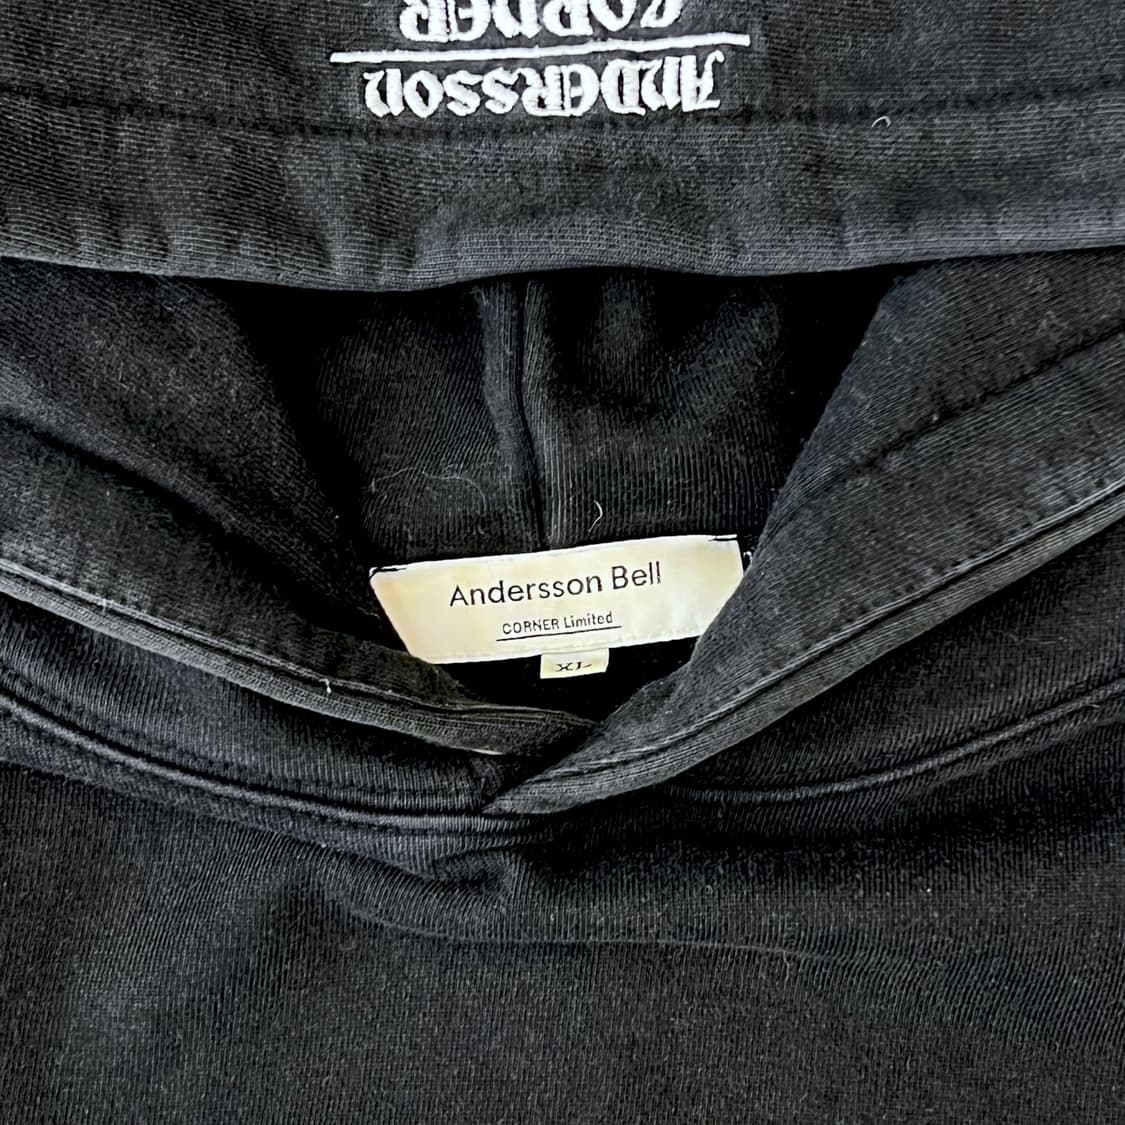 ANDERSSON
CORNER
Andersson Bell
CORNER Limited
XL